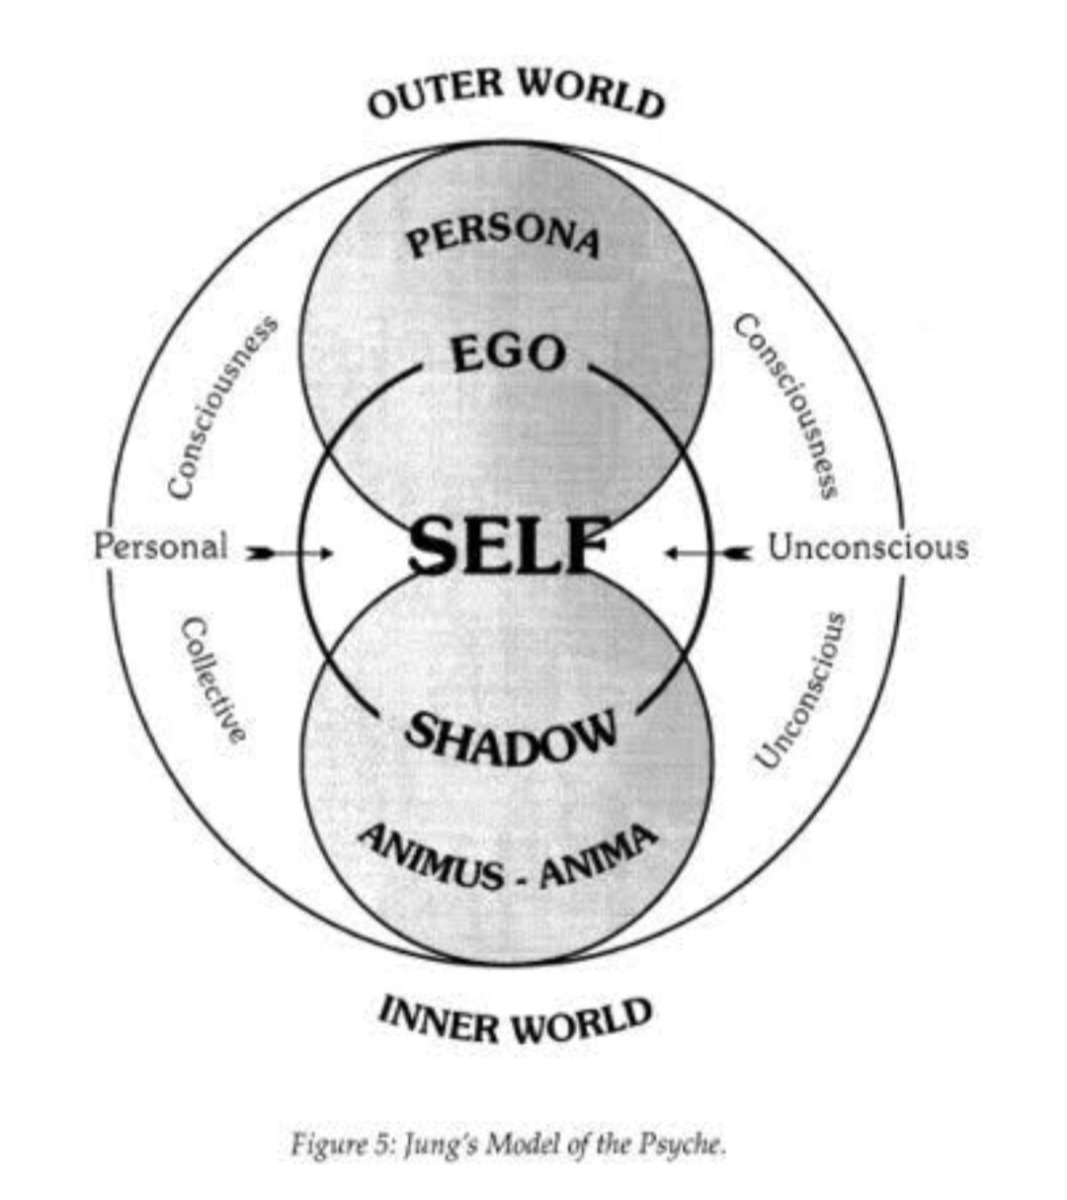 OUTER WORLD
PERSONA
EGO
Consciousness
Consciousness
Personal
SELF
Unconscious
Collective
Unconscious
SHADOW
ANIMUS - ANIMA
INNER WORLD
Figure 5: Jung's Model of the Psyche.